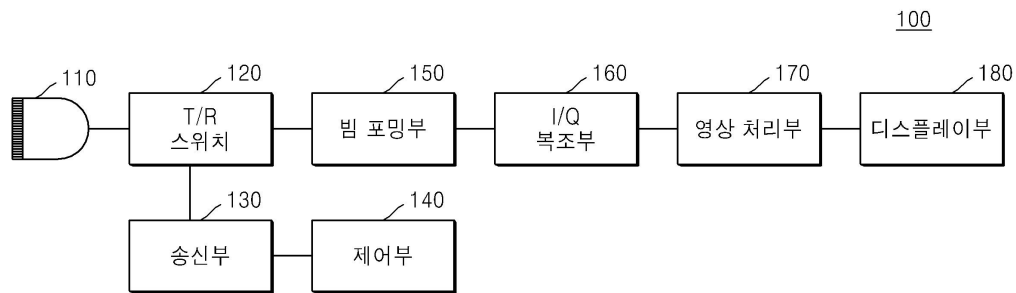 100
110
120
150
160
170
180
T/R
스위치
빔 포밍부
I/Q
복조부
영상 처리부
디스플레이부
130
140
송신부
제어부